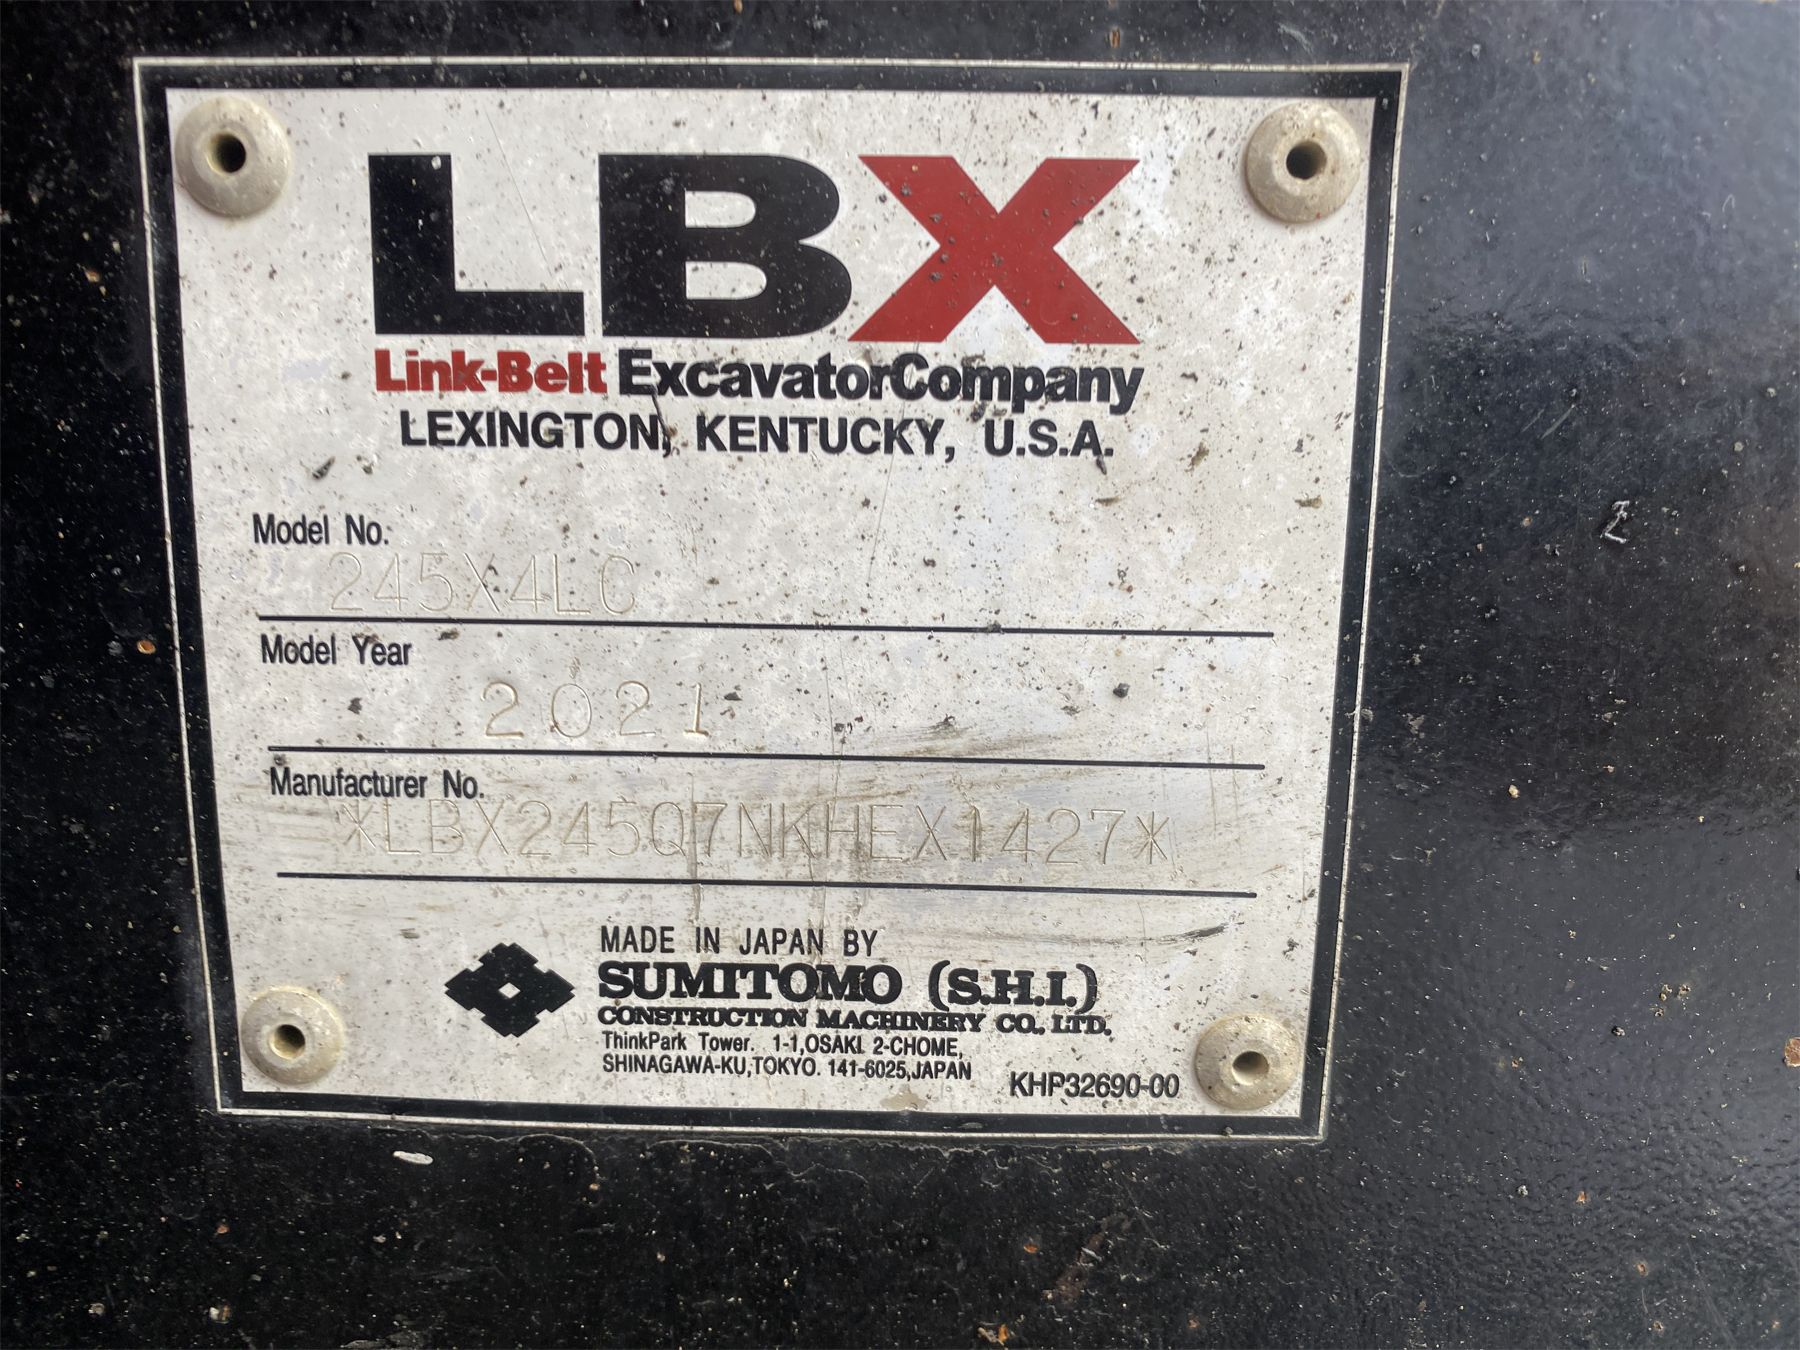 LBX
Link-Belt Excavator Company
LEXINGTON, KENTUCKY, U.S.A.
Model No.
245X4LC
Model Year
2021
Manufacturer No.
*LBX245Q7NKHEX1427*
MADE IN JAPAN BY
SUMITOMO (S.H.I.)
CONSTRUCTION MACHINERY CO., LTD.
ThinkPark Tower. 1-1,OSAKI 2-CHOME,
SHINAGAWA-KU,TOKYO. 141-6025,JAPAN
KHP32690-00